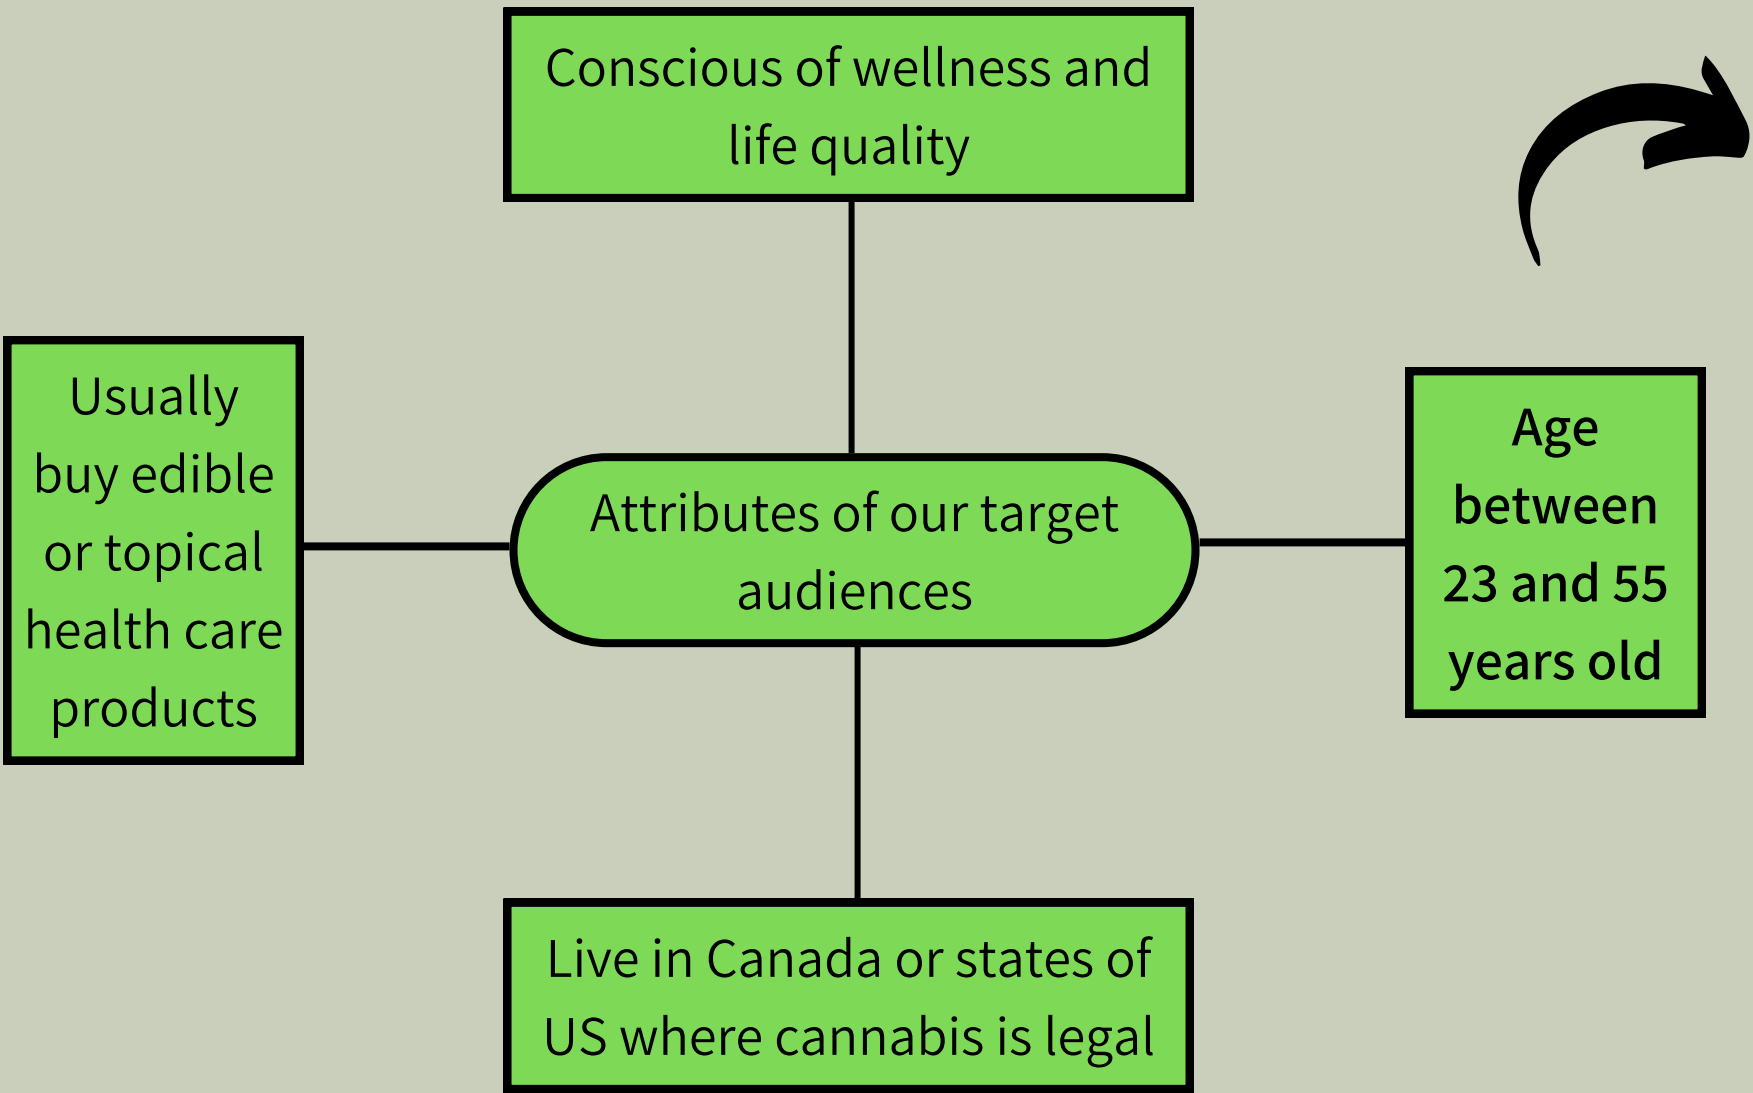 Conscious of wellness and
life quality
Usually
buy edible
or topical
health care
products
Attributes of our target
audiences
Age
between
23 and 55
years old
Live in Canada or states of
US where cannabis is legal